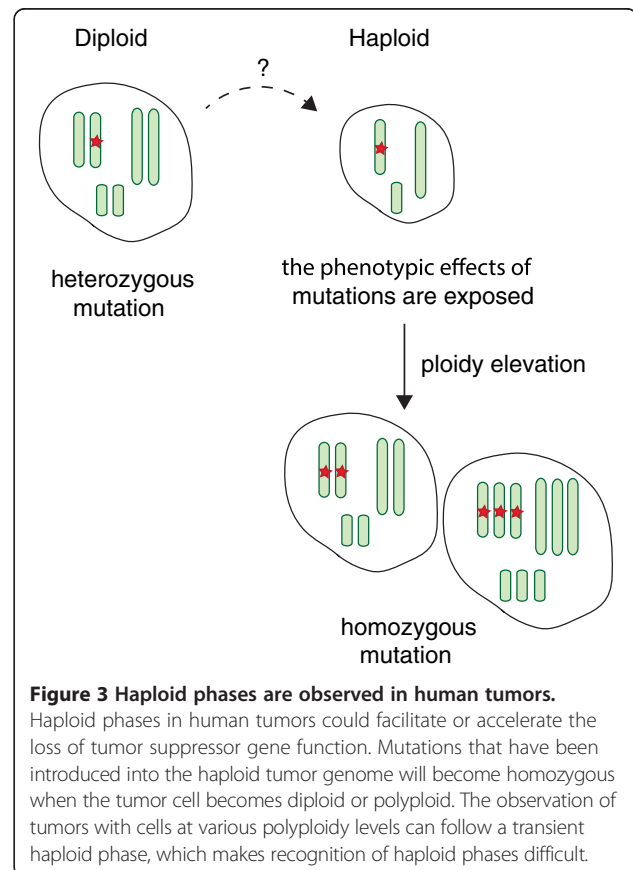 Diploid
Haploid
?
heterozygous
mutation
the phenotypic effects of
mutations are exposed
ploidy elevation
homozygous
mutation
Figure 3 Haploid phases are observed in human tumors.
Haploid phases in human tumors could facilitate or accelerate the
loss of tumor suppressor gene function. Mutations that have been
introduced into the haploid tumor genome will become homozygous
when the tumor cell becomes diploid or polyploid. The observation of
tumors with cells at various polyploidy levels can follow a transient
haploid phase, which makes recognition of haploid phases difficult.